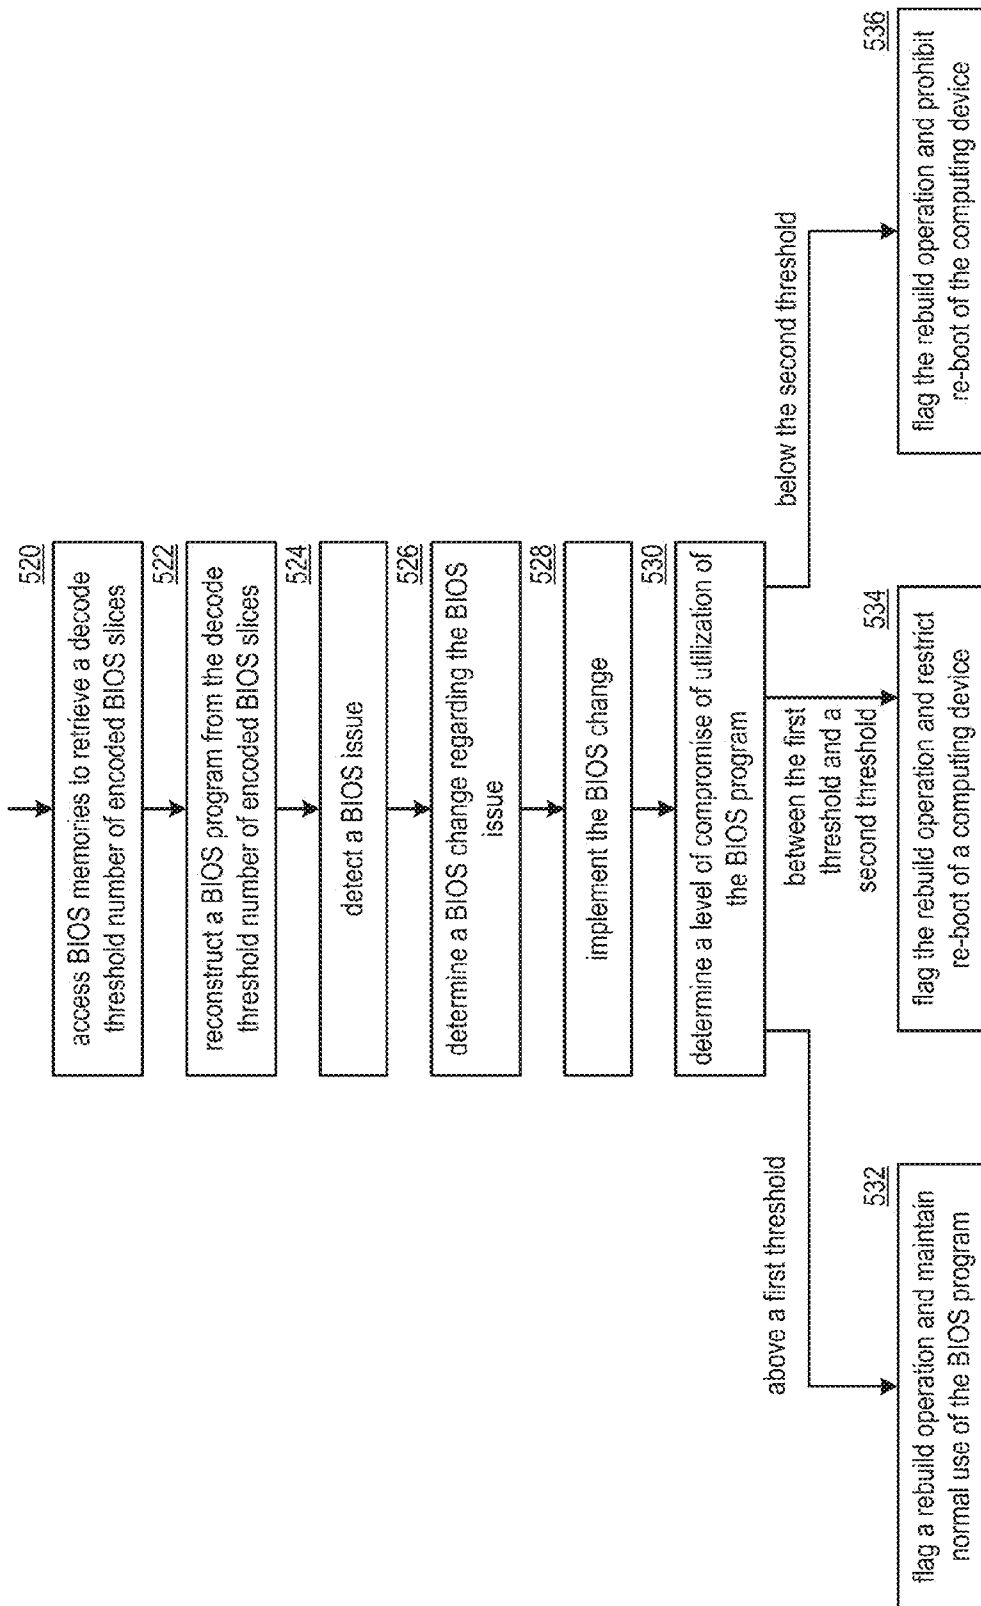 520
access BIOS memories to retrieve a decode
threshold number of encoded BIOS slices
522
reconstruct a BIOS program from the decode
threshold number of encoded BIOS slices
524
detect a BIOS issue
526
determine a BIOS change regarding the BIOS
issue
528
implement the BIOS change
530
determine a level of compromise of utilization of
the BIOS program
above a first threshold
between the first
threshold and a
second threshold
below the second threshold
532
flag a rebuild operation and maintain
normal use of the BIOS program
534
flag the rebuild operation and restrict
re-boot of a computing device
536
flag the rebuild operation and prohibit
re-boot of the computing device